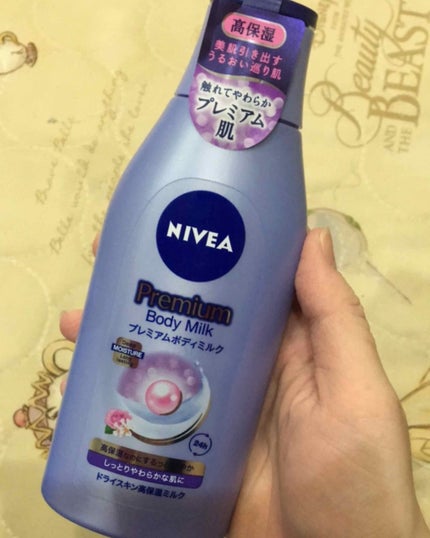 高保湿
美肌引き出す
うるおい巡り肌
触れてやわらか
プレミアム
肌
NIVEA
Premium
Body Milk
プレミアムボディミルク
MOISTURE
24h
しっとりやわらかな肌に
ドライスキン高保湿ミルク
Beauty
AND THE
BEAST